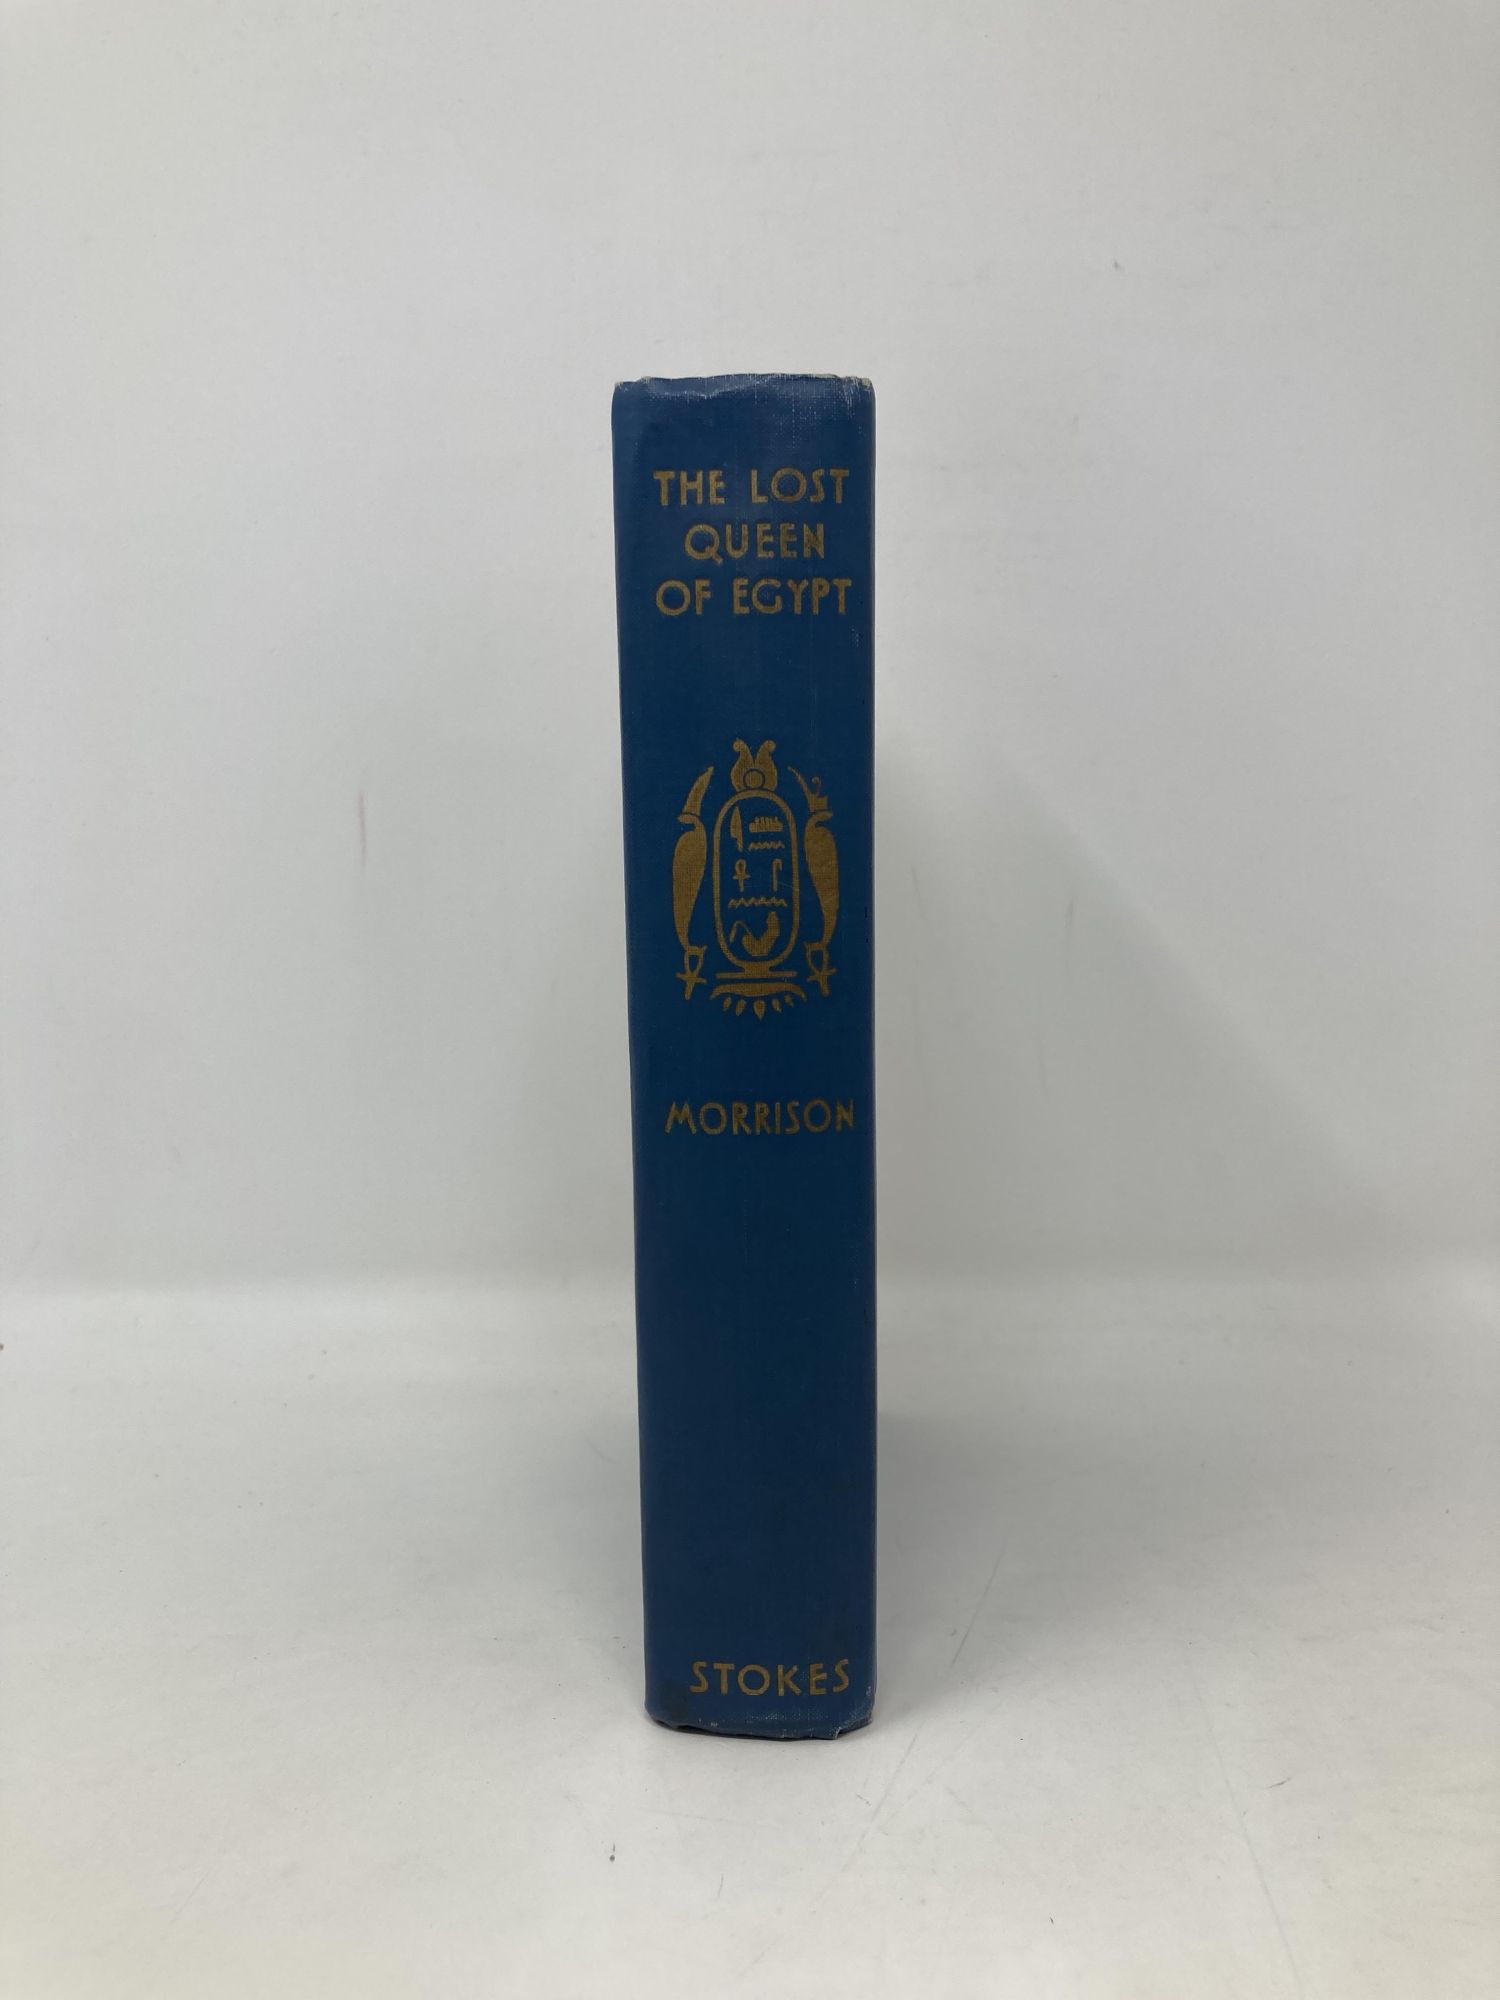 THE LOST
QUEEN
OF EGYPT
MORRISON
STOKES